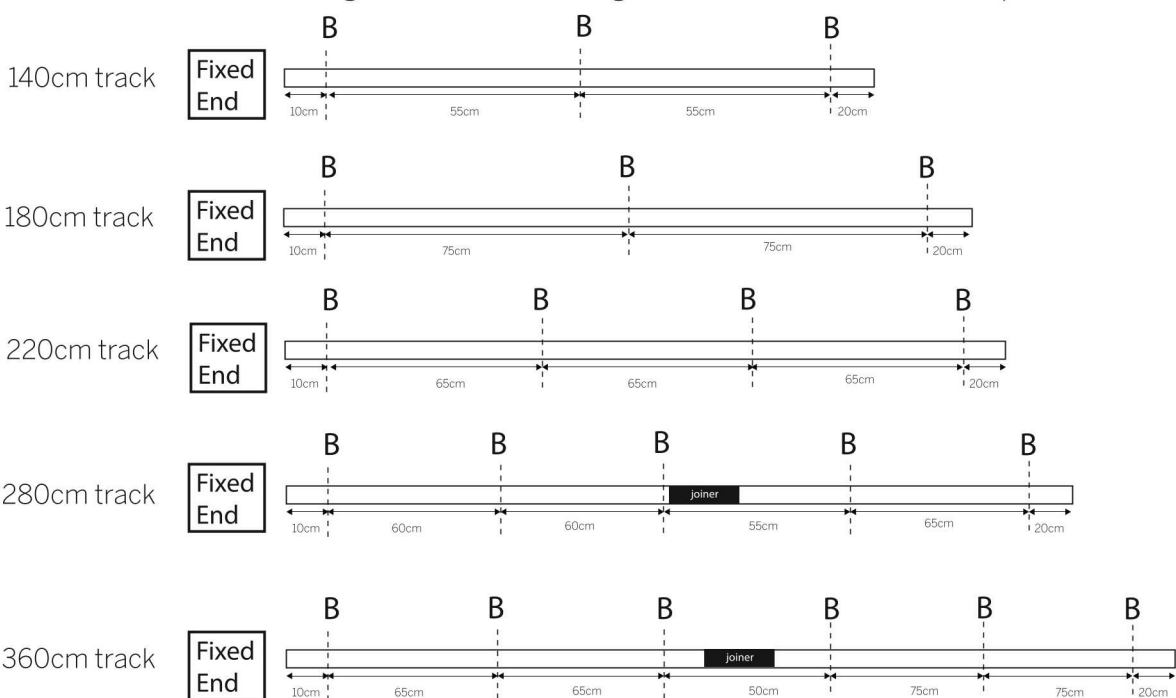 B B B
140cm track Fixed End
10cm 55cm 55cm 20cm
B B B
180cm track Fixed End
10cm 75cm 75cm 20cm
B B B B
220cm track Fixed End
10cm 65cm 65cm 65cm 20cm
B B B B B
280cm track Fixed End joiner
10cm 60cm 60cm 55cm 65cm 20cm
B B B B B B
360cm track Fixed End joiner
10cm 65cm 65cm 50cm 75cm 75cm 20cm